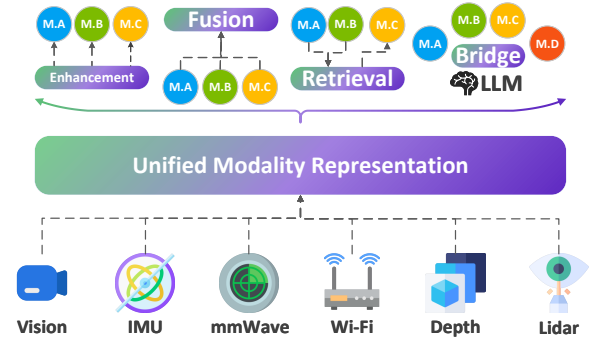 M.A M.B M.C
Enhancement
Fusion
M.A M.B M.C
M.A M.B M.C
Retrieval
M.A M.B M.C M.D
Bridge
LLM
Unified Modality Representation
Vision IMU mmWave Wi-Fi Depth Lidar